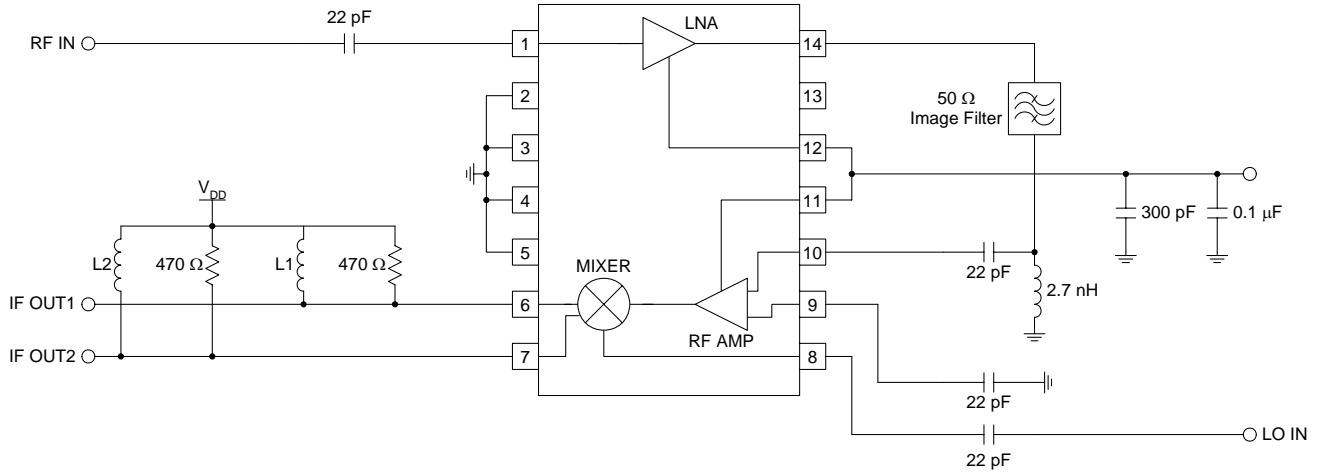 22 pF
LNA
RF IN
1
14
50 Ω
Image Filter
2
13
3
12
V_DD
4
11
300 pF
0.1 µF
L2
470 Ω
L1
470 Ω
5
MIXER
10
22 pF
2.7 nH
IF OUT1
6
9
RF AMP
IF OUT2
7
8
22 pF
LO IN
22 pF